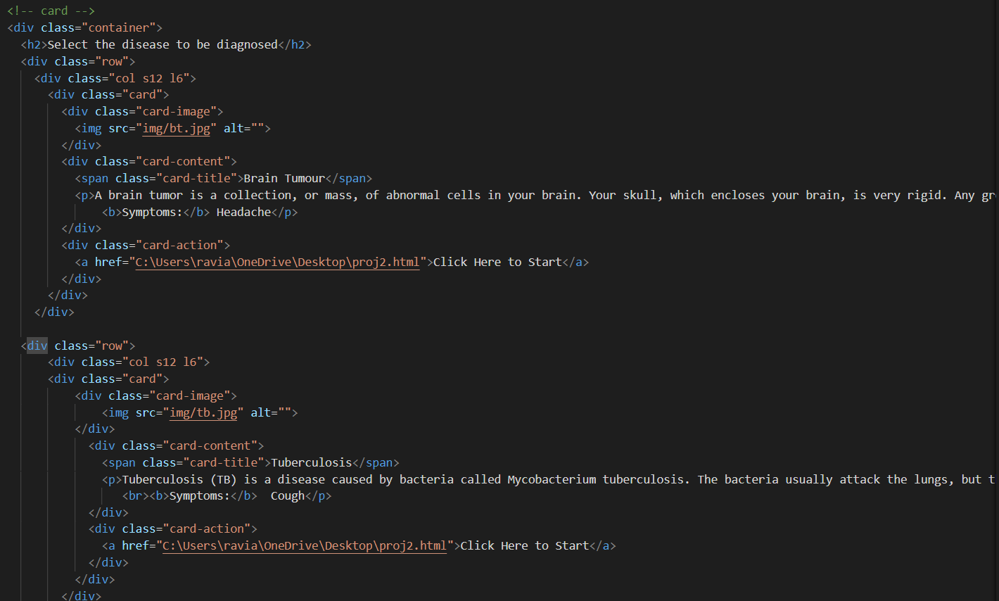 <!-- card -->
<div class="container">
  <h2>Select the disease to be diagnosed</h2>
  <div class="row">
    <div class="col s12 l6">
      <div class="card">
        <div class="card-image">
          <img src="img/bt.jpg" alt="">
        </div>
        <div class="card-content">
          <span class="card-title">Brain Tumour</span>
          <p>A brain tumor is a collection, or mass, of abnormal cells in your brain. Your skull, which encloses your brain, is very rigid. Any
              <b>Symptoms:</b> Headache</p>
        </div>
        <div class="card-action">
          <a href="C:\Users\ravia\OneDrive\Desktop\proj2.html">Click Here to Start</a>
        </div>
      </div>
    </div>
  <div class="row">
      <div class="col s12 l6">
      <div class="card">
          <div class="card-image">
              <img src="img/tb.jpg" alt="">
          </div>
            <div class="card-content">
              <span class="card-title">Tuberculosis</span>
              <p>Tuberculosis (TB) is a disease caused by bacteria called Mycobacterium tuberculosis. The bacteria usually attack the lungs, but
                 <br><b>Symptoms:</b>  Cough</p>
            </div>
            <div class="card-action">
              <a href="C:\Users\ravia\OneDrive\Desktop\proj2.html">Click Here to Start</a>
            </div>
          </div>
        </div>